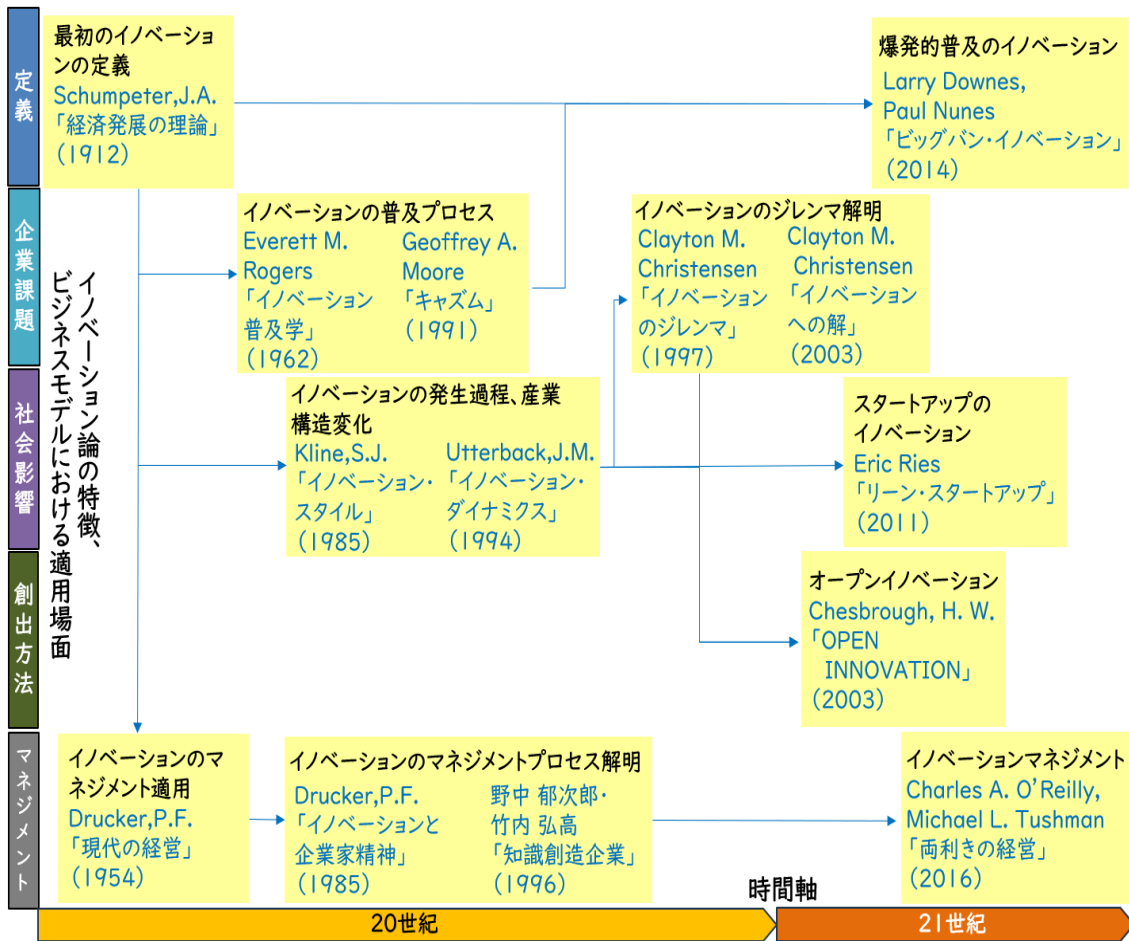 定義
最初のイノベーショ
ンの定義
Schumpeter,J.A.
「経済発展の理論」
(1912)
爆発的普及のイノベーション
Larry Downes,
Paul Nunes
「ビッグバン・イノベーション」
(2014)
企業課題
イノベーションの普及プロセス
Everett M.
Rogers
「イノベーション
普及学」
(1962)
Geoffrey A.
Moore
「キャズム」
(1991)
イノベーションのジレンマ解明
Clayton M.
Christensen
「イノベーション
のジレンマ」
(1997)
Clayton M.
Christensen
「イノベーション
への解」
(2003)
イノベーション論の特徴、
ビジネスモデルにおける適用場面
社会影響
イノベーションの発生過程、産業
構造変化
Kline,S.J.
「イノベーション・
スタイル」
(1985)
Utterback,J.M.
「イノベーション・
ダイナミクス」
(1994)
スタートアップの
イノベーション
Eric Ries
「リーン・スタートアップ」
(2011)
創出方法
オープンイノベーション
Chesbrough, H. W.
「OPEN
INNOVATION」
(2003)
マネジメント
イノベーションのマ
ネジメント適用
Drucker,P.F.
「現代の経営」
(1954)
イノベーションのマネジメントプロセス解明
Drucker,P.F.
「イノベーションと
企業家精神」
(1985)
野中 郁次郎・
竹内 弘高
「知識創造企業」
(1996)
イノベーションマネジメント
Charles A. O'Reilly,
Michael L. Tushman
「両利きの経営」
(2016)
時間軸
20世紀
21世紀